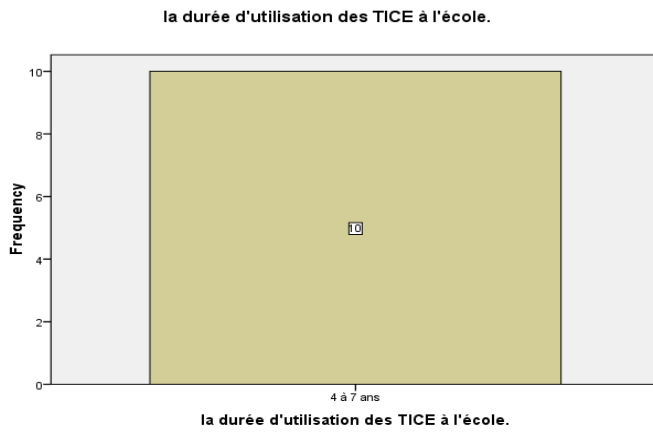 la durée d'utilisation des TICE à l'école.
10
8
6
4
2
0
Frequency
10
4 à 7 ans
la durée d'utilisation des TICE à l'école.